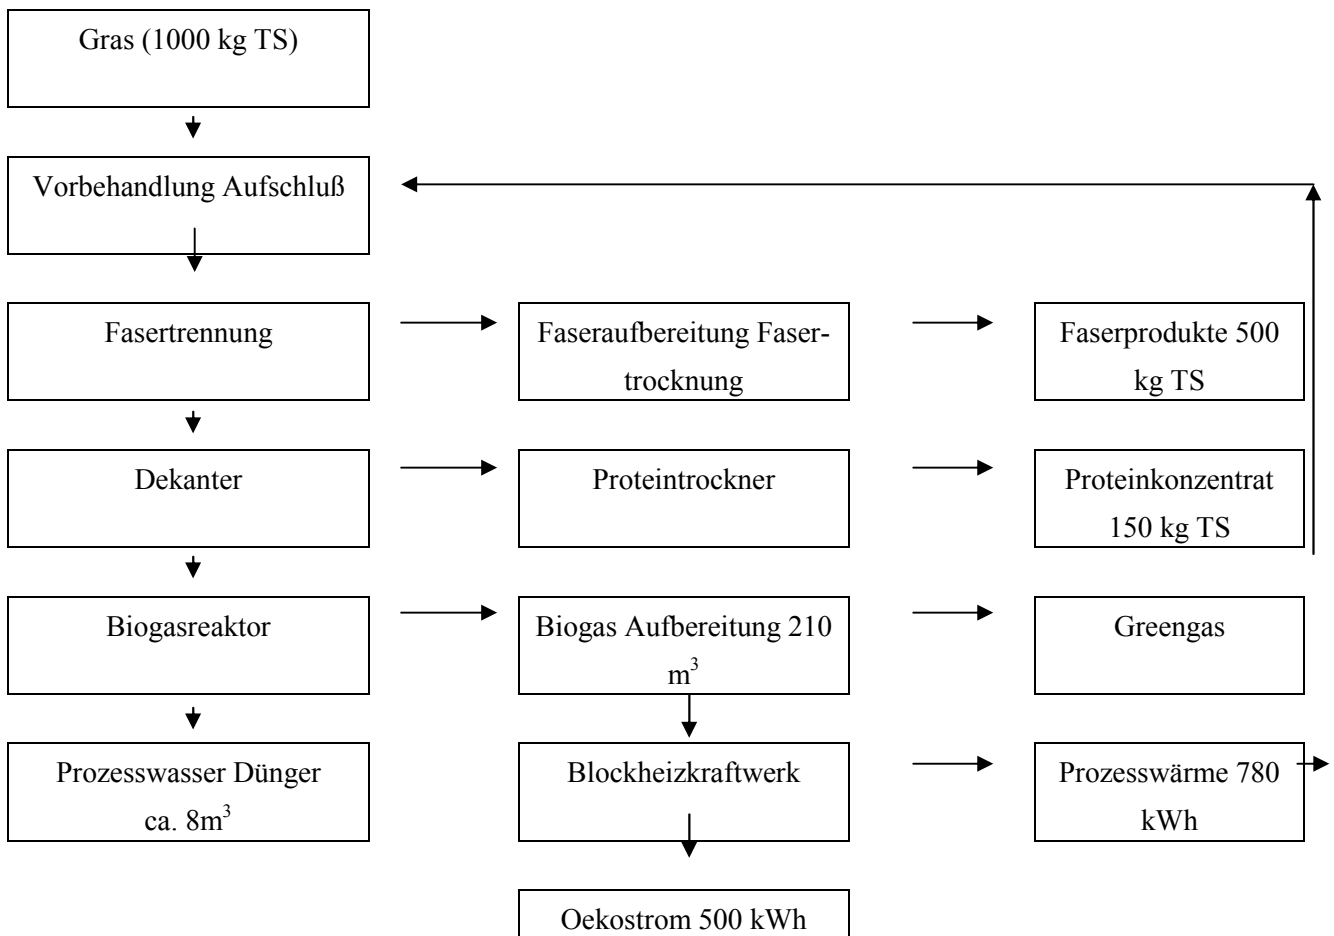 Gras (1000 kg TS)
Vorbehandlung Aufschluß
Fasertrennung
Faseraufbereitung Faser-
trocknung
Faserprodukte 500
kg TS
Dekanter
Proteintrockner
Proteinkonzentrat
150 kg TS
Biogasreaktor
Biogas Aufbereitung 210
m³
Greengas
Prozesswasser Dünger
ca. 8m³
Blockheizkraftwerk
Prozesswärme 780
kWh
Oekostrom 500 kWh